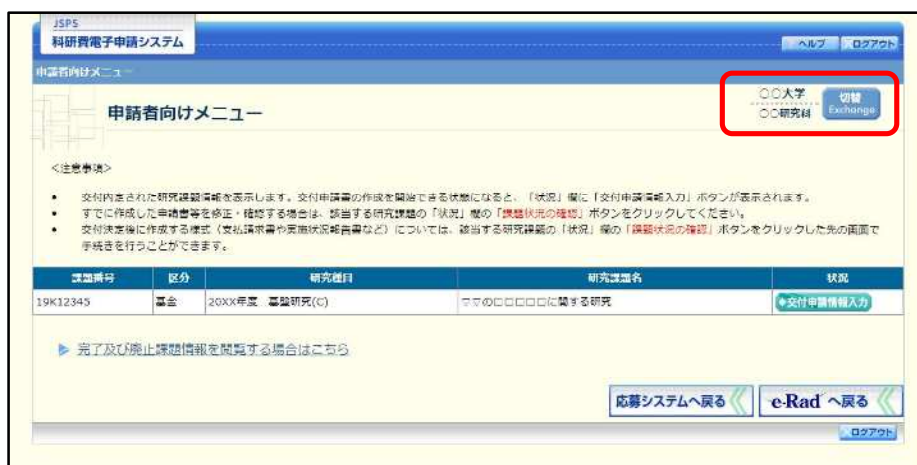 JSPS
科研費電子申請システム
ヘルプ
ログアウト
申請者向けメニュー
申請者向けメニュー
○○大学
○○研究科
切替
Exchange
<注意事項>
• 交付内定された研究課題情報を表示します。交付申請書の作成を開始できる状態になると、「状況」欄に「交付申請情報入力」ボタンが表示されます。
• すでに作成した申請書等を修正・確認する場合は、該当する研究課題の「状況」欄の「課題状況の確認」ボタンをクリックしてください。
• 交付決定後に作成する様式（支払請求書や実施状況報告書など）については、該当する研究課題の「状況」欄の「課題状況の確認」ボタンをクリックした先の画面で
手続きを行うことができます。
課題番号 区分 研究種目 研究課題名 状況
19K12345 基金 20XX年度 基盤研究(C) ▽▽の□□□□□に関する研究 交付申請情報入力
完了及び廃止課題情報を閲覧する場合はこちら
応募システムへ戻る
e-Rad へ戻る
ログアウト